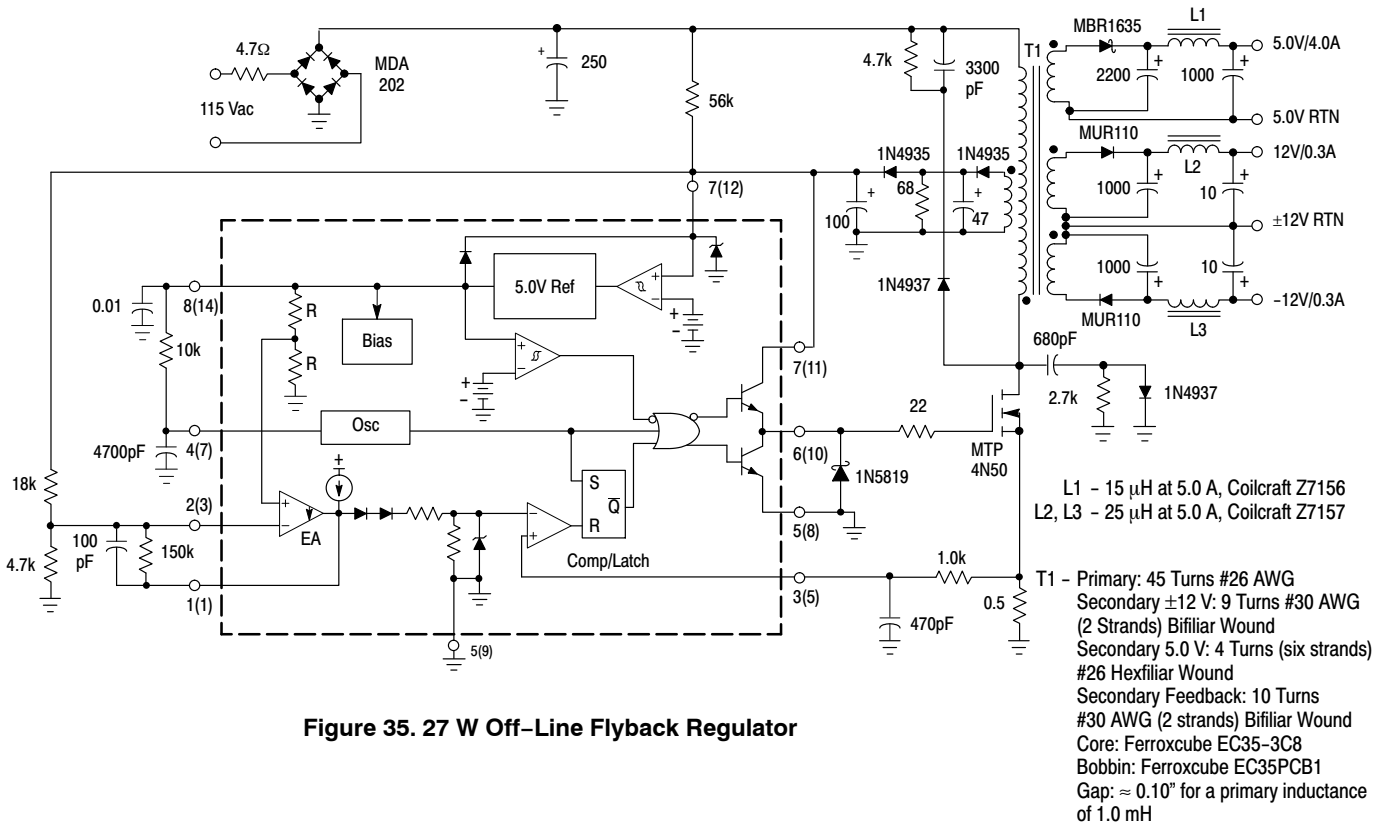 4.7Ω
MDA
202
115 Vac
+
250
56k
4.7k
3300
pF
T1
MBR1635
L1
+
2200
+
1000
5.0V/4.0A
5.0V RTN
MUR110
L2
12V/0.3A
+
1000
+
10
±12V RTN
1000
+
10
+
MUR110
L3
-12V/0.3A
1N4935
1N4935
7(12)
+
100
68
+
47
1N4937
0.01
8(14)
R
R
Bias
5.0V Ref
+
−
+
−
+
−
+
−
10k
7(11)
680pF
2.7k
1N4937
4700pF
4(7)
Osc
22
6(10)
1N5819
MTP
4N50
18k
+
S
Q
R
2(3)
+
−
EA
−
+
Comp/Latch
5(8)
100
pF
150k
4.7k
1(1)
1.0k
3(5)
470pF
0.5
5(9)
L1 - 15 μH at 5.0 A, Coilcraft Z7156
L2, L3 - 25 μH at 5.0 A, Coilcraft Z7157
T1 - Primary: 45 Turns #26 AWG
Secondary ±12 V: 9 Turns #30 AWG
(2 Strands) Bifiliar Wound
Secondary 5.0 V: 4 Turns (six strands)
#26 Hexfiliar Wound
Secondary Feedback: 10 Turns
#30 AWG (2 strands) Bifiliar Wound
Core: Ferroxcube EC35-3C8
Bobbin: Ferroxcube EC35PCB1
Gap: ≈ 0.10" for a primary inductance
of 1.0 mH
Figure 35. 27 W Off−Line Flyback Regulator